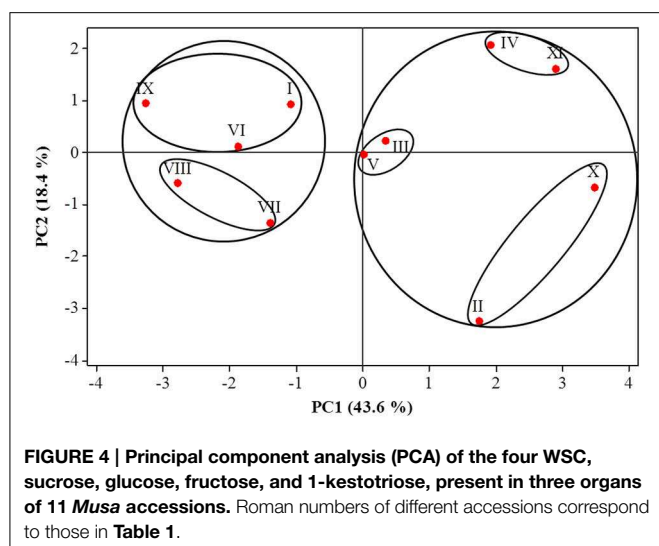 2
1
0
-1
-2
-3
-4
PC2 (18.4 %)
IX
I
VI
VIII
VII
IV
XI
III
V
X
II
-4
-3
-2
-1
0
1
2
3
4
PC1 (43.6 %)
FIGURE 4 | Principal component analysis (PCA) of the four WSC,
sucrose, glucose, fructose, and 1-kestotriose, present in three organs
of 11 Musa accessions. Roman numbers of different accessions correspond
to those in Table 1.